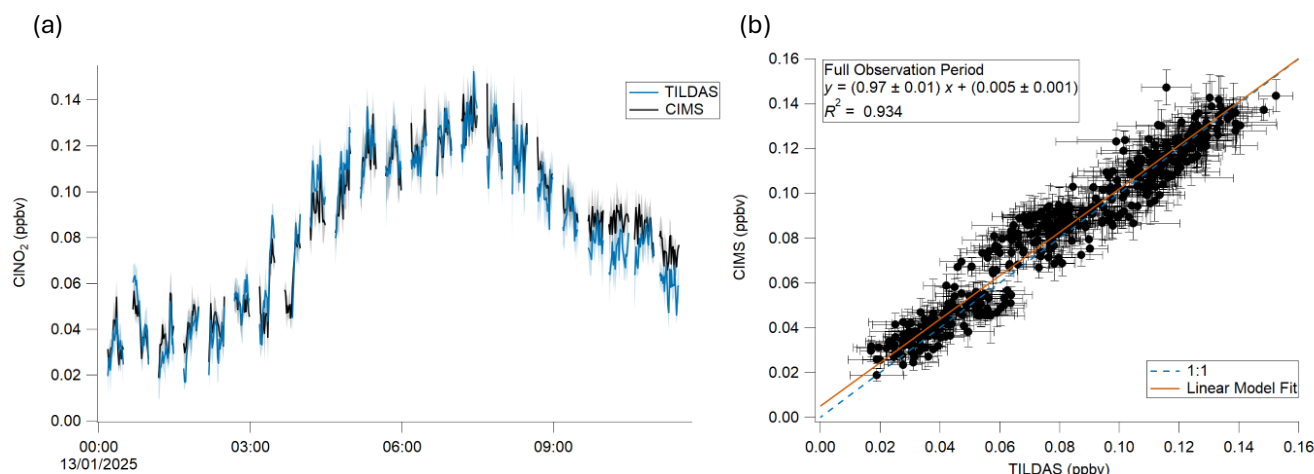 (a)
(b)
0.14
0.12
0.10
0.08
0.06
0.04
0.02
0.00
ClNO2 (ppbv)
TILDAS
CIMS
00:00
03:00
06:00
09:00
13/01/2025
0.16
0.14
0.12
0.10
0.08
0.06
0.04
0.02
0.00
CIMS (ppbv)
Full Observation Period
y = (0.97 ± 0.01) x + (0.005 ± 0.001)
R2 = 0.934
1:1
Linear Model Fit
0.00 0.02 0.04 0.06 0.08 0.10 0.12 0.14 0.16
TILDAS (ppbv)